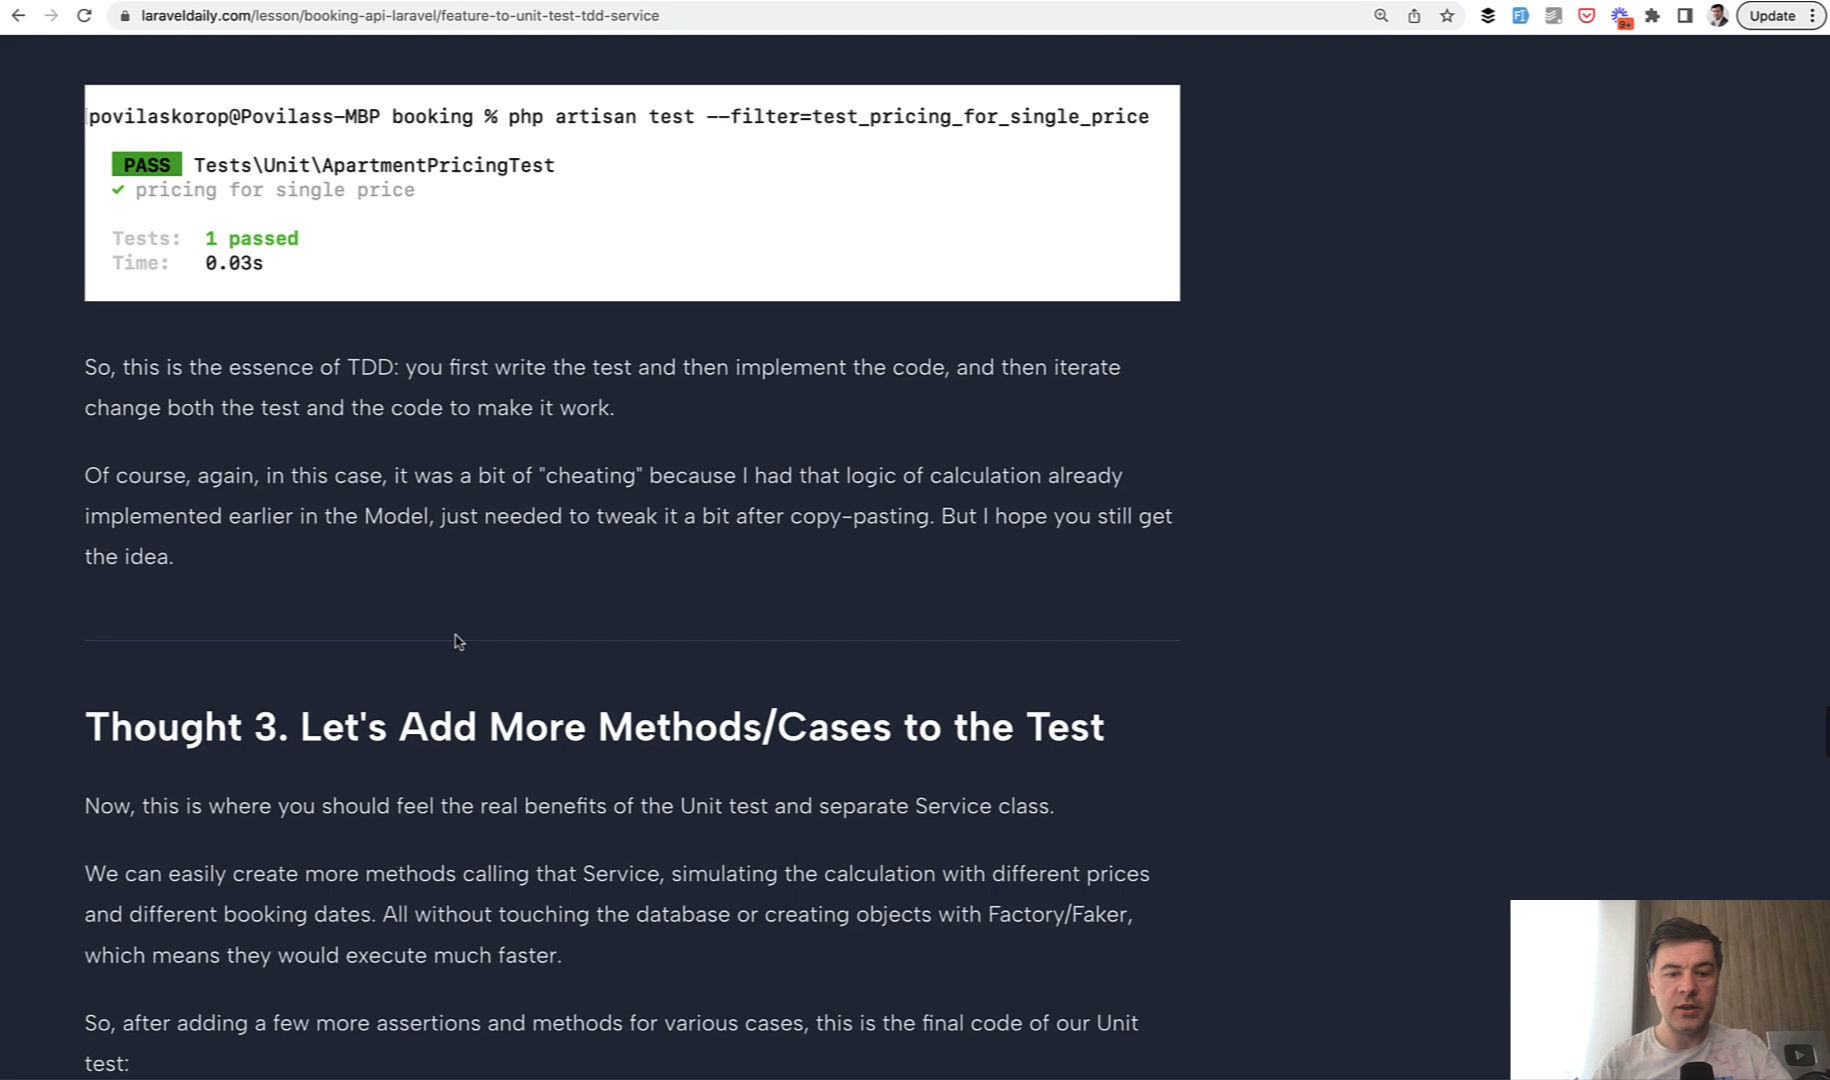 laraveldaily.com/lesson/booking-api-laravel/feature-to-unit-test-tdd-service
9+
Update
povilaskorop@Povilass-MBP booking % php artisan test --filter=test_pricing_for_single_price
PASS Tests\Unit\ApartmentPricingTest
✓ pricing for single price
Tests: 1 passed
Time: 0.03s
So, this is the essence of TDD: you first write the test and then implement the code, and then iterate
change both the test and the code to make it work.
Of course, again, in this case, it was a bit of "cheating" because I had that logic of calculation already
implemented earlier in the Model, just needed to tweak it a bit after copy-pasting. But I hope you still get
the idea.
Thought 3. Let's Add More Methods/Cases to the Test
Now, this is where you should feel the real benefits of the Unit test and separate Service class.
We can easily create more methods calling that Service, simulating the calculation with different prices
and different booking dates. All without touching the database or creating objects with Factory/Faker,
which means they would execute much faster.
So, after adding a few more assertions and methods for various cases, this is the final code of our Unit
test: